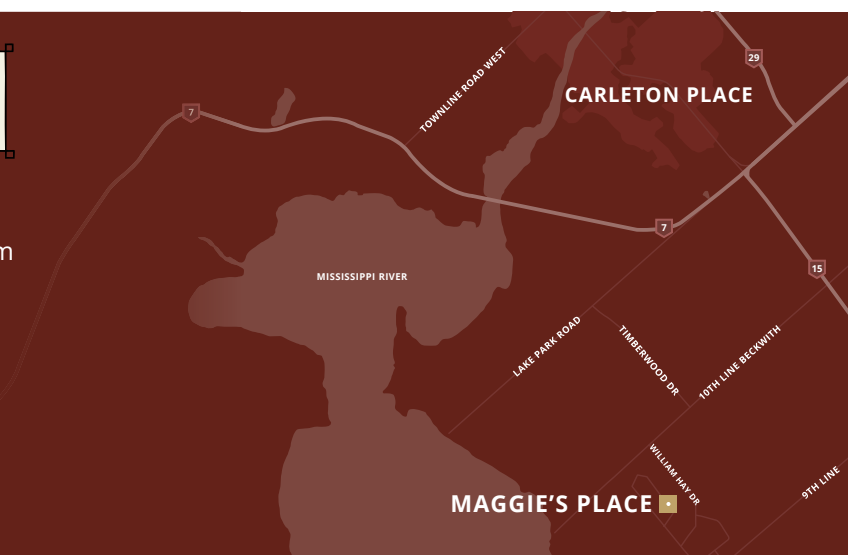 TOWNLINE ROAD WEST
29
CARLETON PLACE
7
7
m
15
MISSISSIPPI RIVER
LAKE PARK ROAD
TIMBERWOOD DR
10TH LINE BECKWITH
WILLIAM HAY DR
9TH LINE
MAGGIE’S PLACE